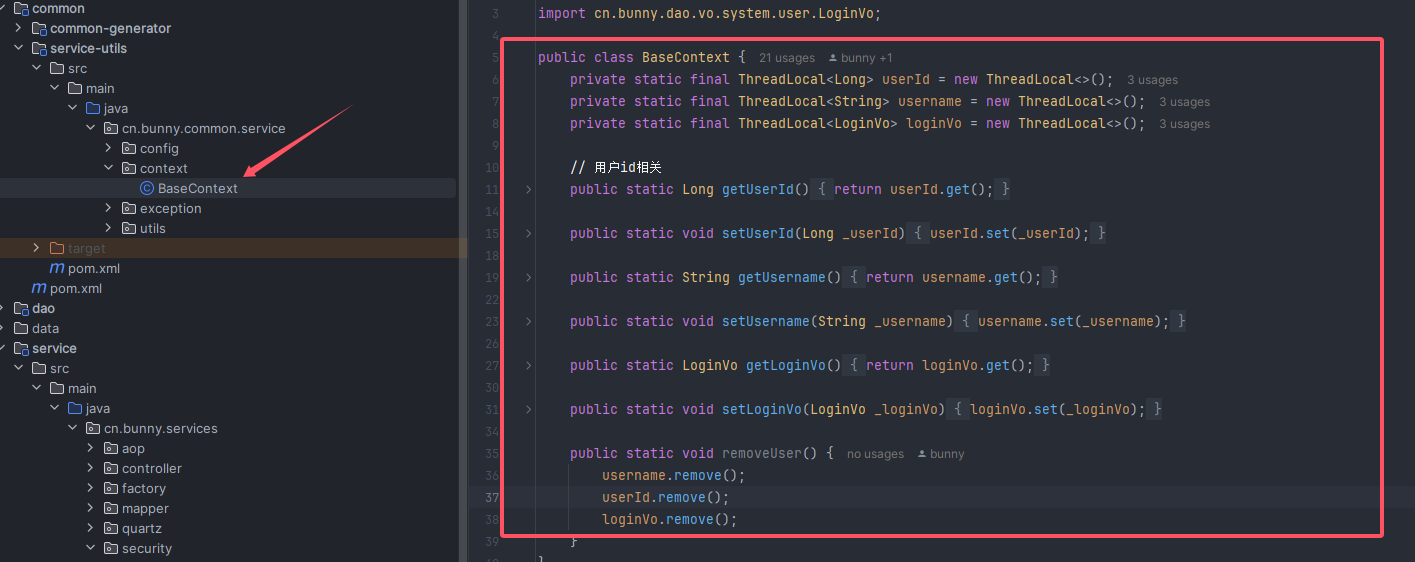 common
common-generator
service-utils
src
main
java
cn.bunny.common.service
config
context
BaseContext
exception
utils
target
pom.xml
pom.xml
dao
data
service
src
main
java
cn.bunny.services
aop
controller
factory
mapper
quartz
security
3 import cn.bunny.dao.vo.system.user.LoginVo;
4
5 public class BaseContext { 21 usages bunny +1
6 private static final ThreadLocal<Long> userId = new ThreadLocal<>(); 3 usages
7 private static final ThreadLocal<String> username = new ThreadLocal<>(); 3 usages
8 private static final ThreadLocal<LoginVo> loginVo = new ThreadLocal<>(); 3 usages
9
10 // 用户id相关
11 public static Long getUserId() { return userId.get(); }
14
15 public static void setUserId(Long _userId) { userId.set(_userId); }
18
19 public static String getUsername() { return username.get(); }
22
23 public static void setUsername(String _username) { username.set(_username); }
26
27 public static LoginVo getLoginVo() { return loginVo.get(); }
30
31 public static void setLoginVo(LoginVo _loginVo) { loginVo.set(_loginVo); }
34
35 public static void removeUser() { no usages bunny
36 username.remove();
37 userId.remove();
38 loginVo.remove();
39 }